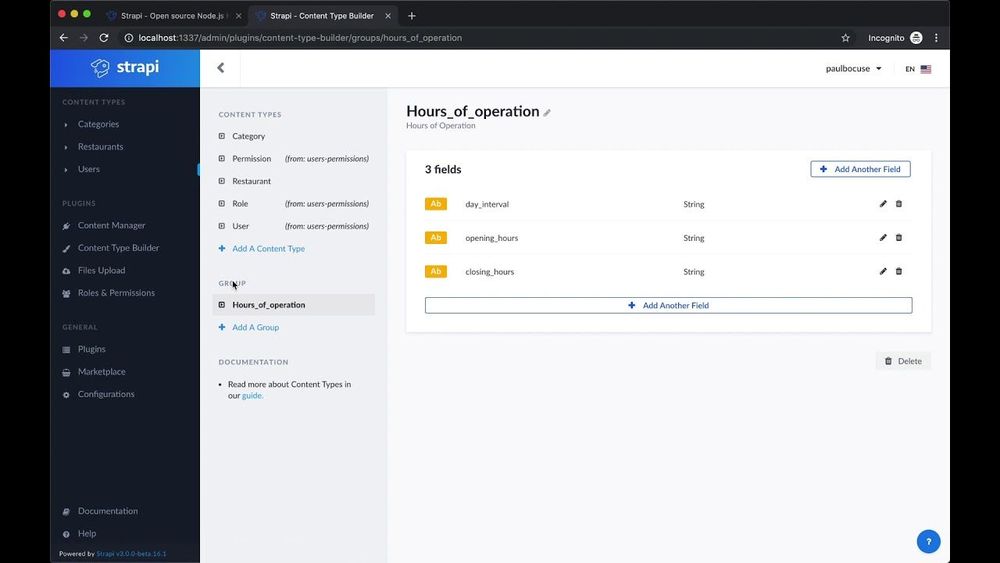 Strapi - Open source Node.js
Strapi - Content Type Builder
localhost:1337/admin/plugins/content-type-builder/groups/hours_of_operation
Incognito
strapi
paulbocuse
EN
CONTENT TYPES
Categories
Restaurants
Users
PLUGINS
Content Manager
Content Type Builder
Files Upload
Roles & Permissions
GENERAL
Plugins
Marketplace
Configurations
Documentation
Help
Powered by Strapi v3.0.0-beta.16.1
CONTENT TYPES
Category
Permission (from: users-permissions)
Restaurant
Role (from: users-permissions)
User (from: users-permissions)
Add A Content Type
GROUP
Hours_of_operation
Add A Group
DOCUMENTATION
Read more about Content Types in
our guide.
Hours_of_operation
Hours of Operation
3 fields
Add Another Field
Ab day_interval String
Ab opening_hours String
Ab closing_hours String
Add Another Field
Delete
?